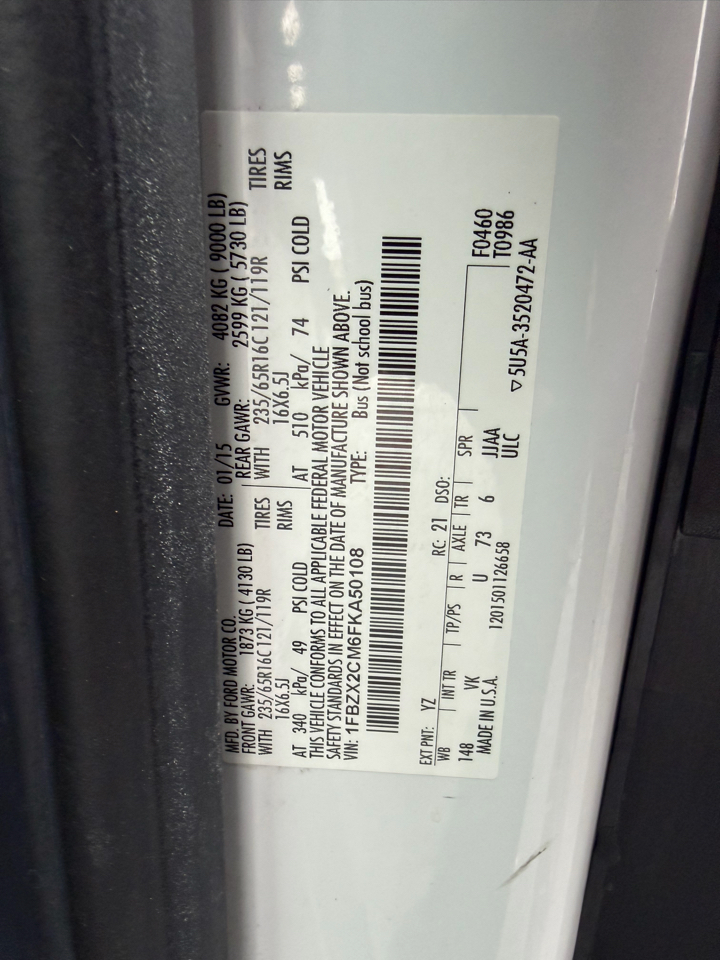 MFD. BY FORD MOTOR CO. DATE: 01/15 GVWR: 4082 KG ( 9000 LB)
FRONT GAWR: 1873 KG ( 4130 LB) REAR GAWR: 2599 KG ( 5730 LB)
WITH 235/65R16C 121/119R TIRES WITH 235/65R16C 121/119R TIRES
16X6.5J RIMS 16X6.5J RIMS
AT 340 kPa/ 49 PSI COLD AT 510 kPa/ 74 PSI COLD
THIS VEHICLE CONFORMS TO ALL APPLICABLE FEDERAL MOTOR VEHICLE
SAFETY STANDARDS IN EFFECT ON THE DATE OF MANUFACTURE SHOWN ABOVE.
VIN: 1FBZX2CM6FKA50108 TYPE: Bus (Not school bus)
EXT PNT: YZ RC: 21 DSO:
WB INT TR TP/PS R AXLE TR SPR
148 VK U 73 6 JJAA F0460
MADE IN U.S.A. 1201501126658 ULC T0986
▽5U5A-3520472-AA